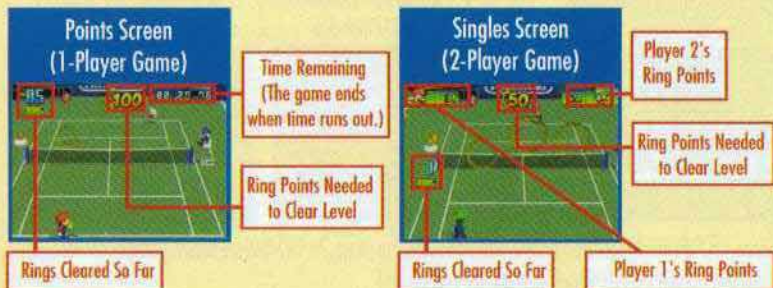 Points Screen
(1-Player Game)
85
100
Time Remaining
(The game ends
when time runs out.)
Ring Points Needed
to Clear Level
Rings Cleared So Far
Singles Screen
(2-Player Game)
50
Player 2's
Ring Points
Ring Points Needed
to Clear Level
Rings Cleared So Far
Player 1's Ring Points